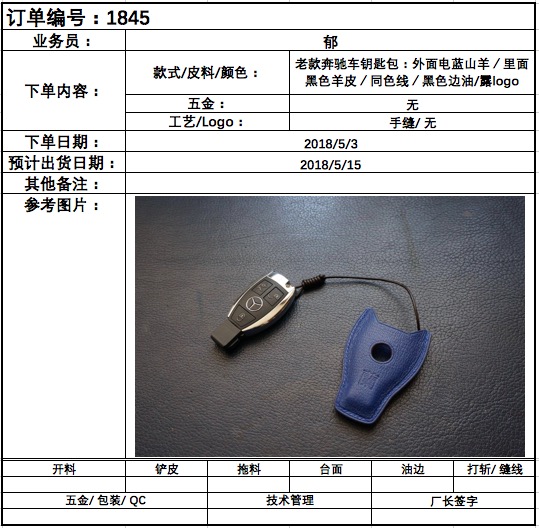 订单编号：1845
业务员：
郁
下单内容：
款式/皮料/颜色：
老款奔驰车钥匙包：外面电蓝山羊／里面
黑色羊皮／同色线／黑色边油/露logo
五金：
无
工艺/Logo：
手缝/ 无
下单日期：
2018/5/3
预计出货日期：
2018/5/15
其他备注：
参考图片：
开料
铲皮
拖料
台面
油边
打斩/ 缝线
五金/ 包装/ QC
技术管理
厂长签字